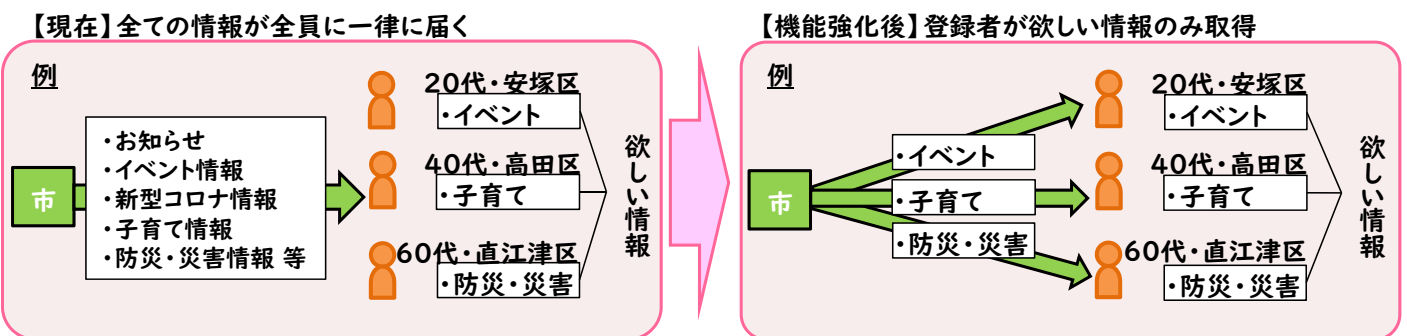 【現在】全ての情報が全員に一律に届く
例
市
・お知らせ
・イベント情報
・新型コロナ情報
・子育て情報
・防災・災害情報 等
20代・安塚区
・イベント
40代・高田区
・子育て
60代・直江津区
・防災・災害
欲しい情報
【機能強化後】登録者が欲しい情報のみ取得
例
市
・イベント
・子育て
・防災・災害
20代・安塚区
・イベント
40代・高田区
・子育て
60代・直江津区
・防災・災害
欲しい情報